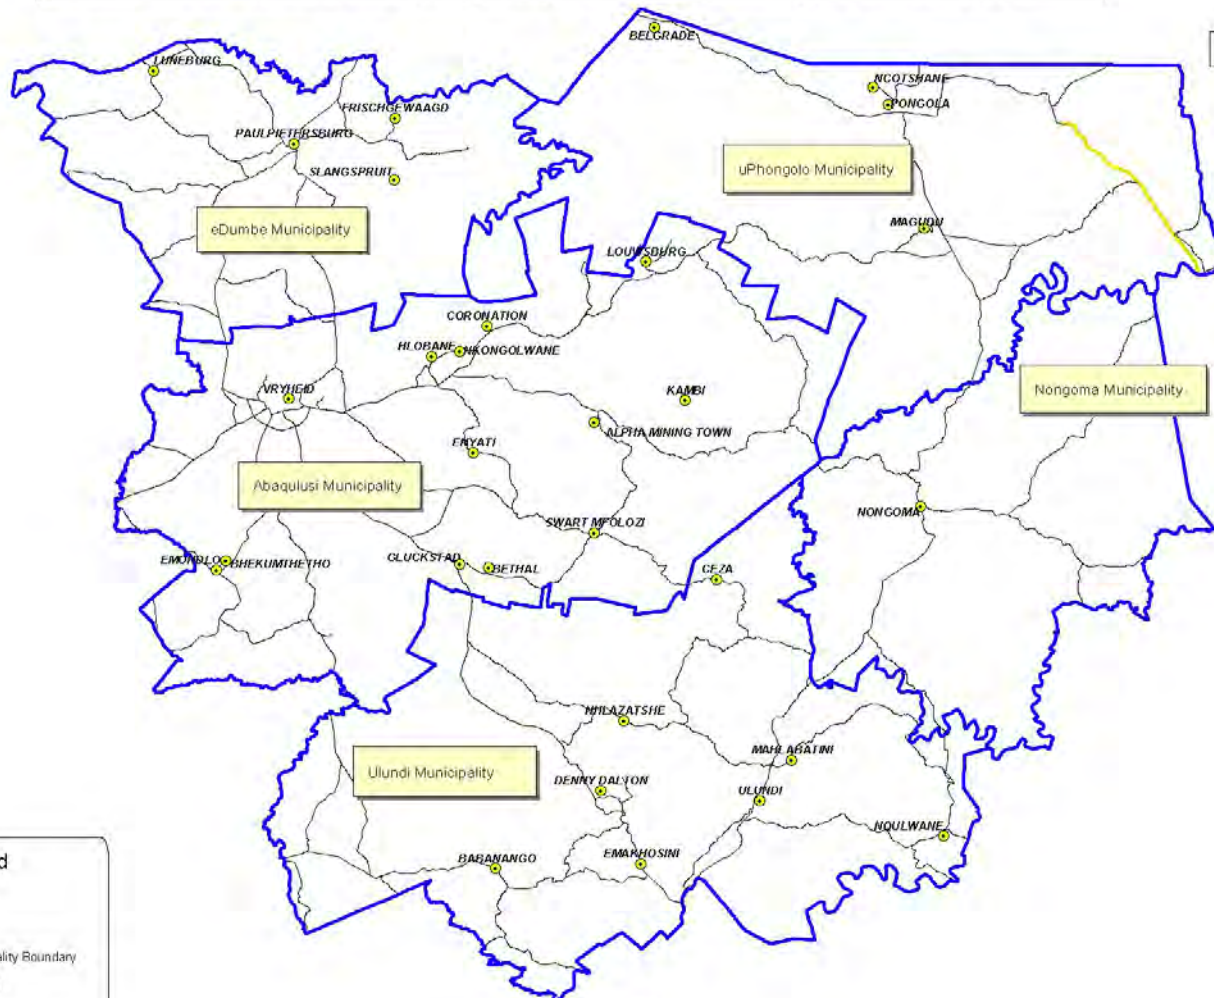 BELGRADE
LUNEBURG
NCOTSHANE
PONGOLA
FRISCHGEWAAGD
PAULPIETERSBURG
SLANGSPRUIT
uPhongolo Municipality
eDumbe Municipality
MAGUDU
LOUWSBURG
CORONATION
HLOBANE
NKONGOLWANE
Nongoma Municipality
VRYHEID
KAMBI
ALPHA MINING TOWN
ENYATI
Abaqulusi Municipality
NONGOMA
SWART MFOLOZI
EMONDLO
BHEKUMTHETHO
GLUCKSTAD
BETHAL
CEZA
NHLAZATSHE
MAHLABATINI
Ulundi Municipality
DENNY DALTON
ULUNDI
NQULWANE
BABANANGO
EMAKHOSINI
d
ality Boundary